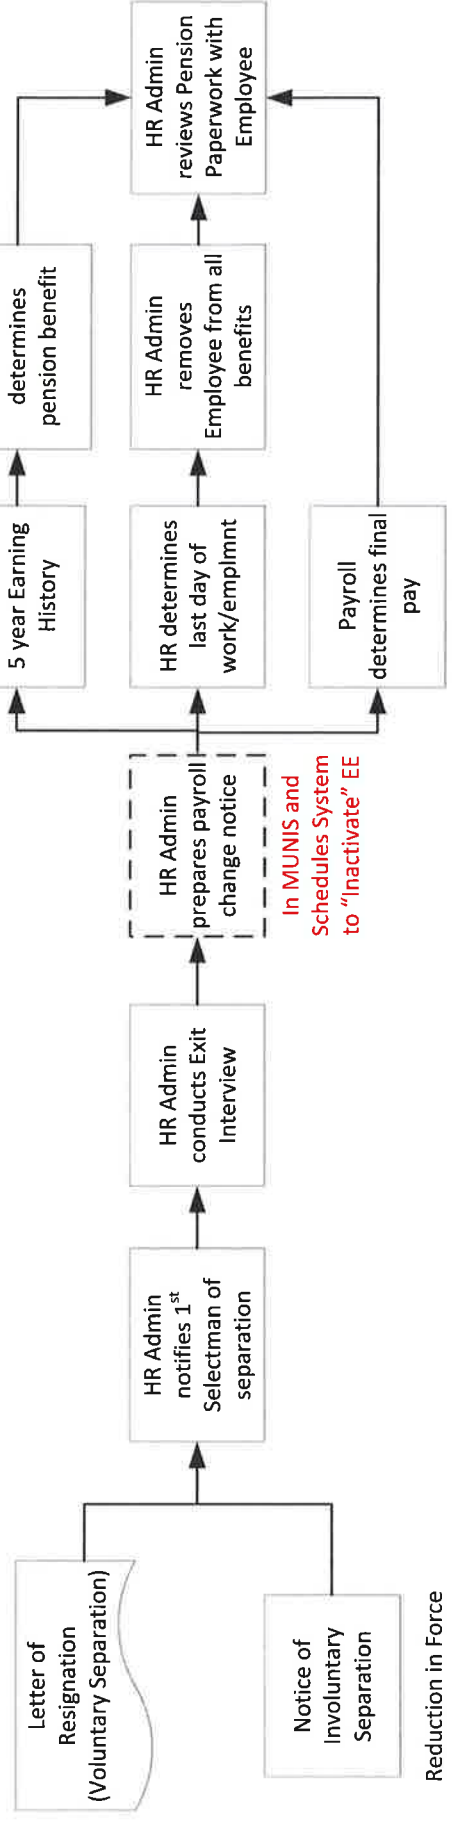 Letter of
Resignation
(Voluntary Separation)
Notice of
Involuntary
Separation
Reduction in Force
HR Admin
notifies 1st
Selectman of
separation
HR Admin
conducts Exit
Interview
HR Admin
prepares payroll
change notice
In MUNIS and
Schedules System
to “Inactivate” EE
5 year Earning
History
determines
pension benefit
HR determines
last day of
work/emplmnt
HR Admin
removes
Employee from all
benefits
Payroll
determines final
pay
HR Admin
reviews Pension
Paperwork with
Employee